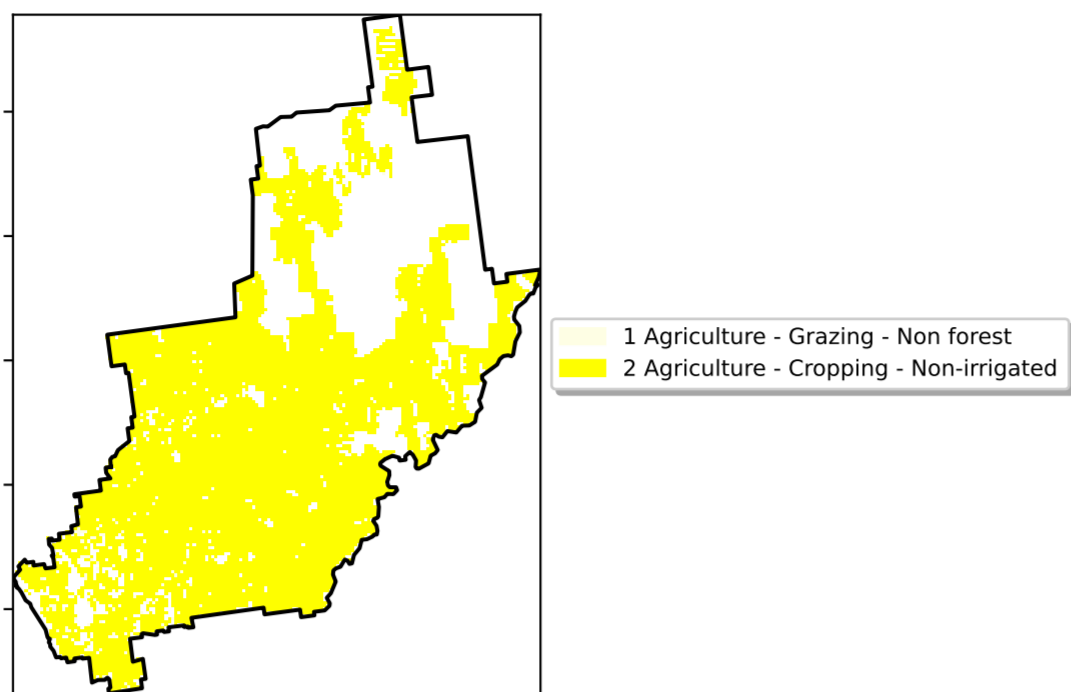 1 Agriculture - Grazing - Non forest
2 Agriculture - Cropping - Non-irrigated